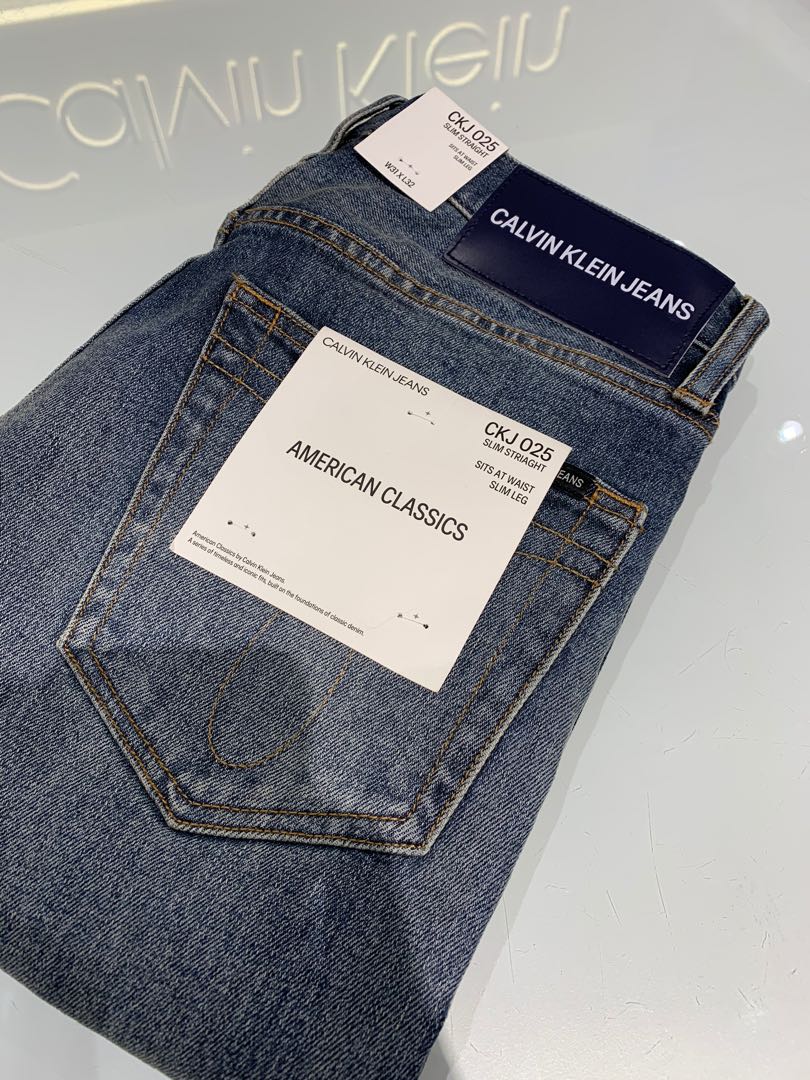 Calvin Klein
CKJ 025
SLIM STRAIGHT
SITS AT WAIST
SLIM LEG
W31 X L32
CALVIN KLEIN JEANS
CALVIN KLEIN JEANS
CKJ 025
SLIM STRIAGHT
SITS AT WAIST
SLIM LEG
AMERICAN CLASSICS
American Classics by Calvin Klein Jeans.
A series of timeless and iconic fits, built on the foundations of classic denim.
EANS